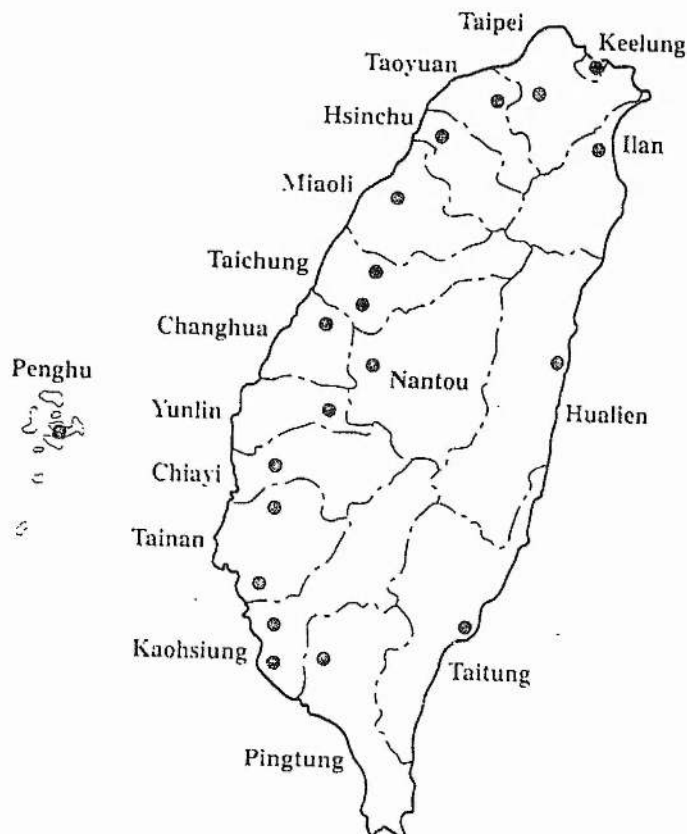 Taipei
Keelung
Taoyuan
Hsinchu
Ilan
Miaoli
Taichung
Changhua
Penghu
Nantou
Yunlin
Hualien
Chiayi
Tainan
Kaohsiung
Taitung
Pingtung